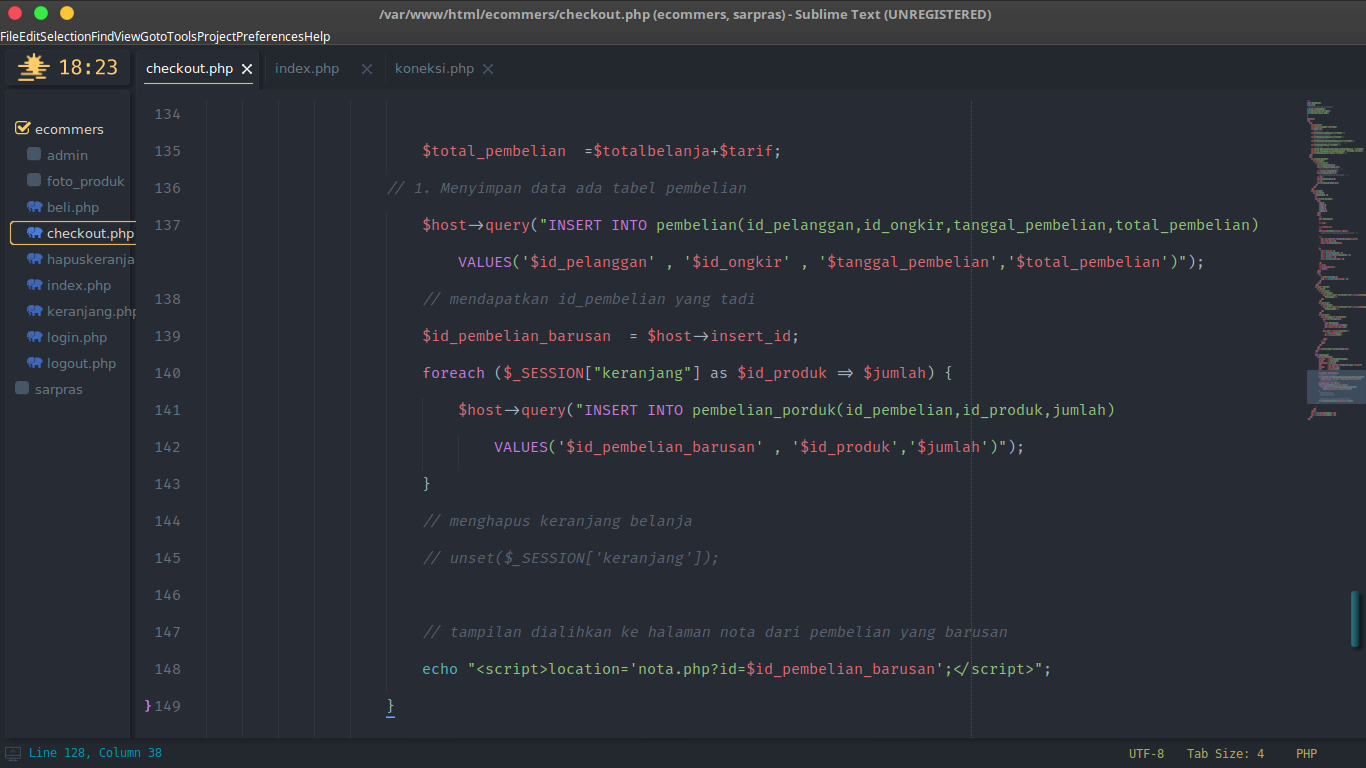 /var/www/html/ecommers/checkout.php (ecommers, sarpras) - Sublime Text (UNREGISTERED)
FileEditSelectionFindViewGotoToolsProjectPreferencesHelp
18:23
checkout.php
index.php
koneksi.php
ecommers
admin
foto_produk
beli.php
checkout.php
hapuskeranja
index.php
keranjang.php
login.php
logout.php
sarpras
134
135 $total_pembelian  =$totalbelanja+$tarif;
136 // 1. Menyimpan data ada tabel pembelian
137 $host->query("INSERT INTO pembelian(id_pelanggan,id_ongkir,tanggal_pembelian,total_pembelian)
VALUES('$id_pelanggan' , '$id_ongkir' , '$tanggal_pembelian','$total_pembelian')");
138 // mendapatkan id_pembelian yang tadi
139 $id_pembelian_barusan  = $host->insert_id;
140 foreach ($_SESSION["keranjang"] as $id_produk => $jumlah) {
141 $host->query("INSERT INTO pembelian_porduk(id_pembelian,id_produk,jumlah)
142 VALUES('$id_pembelian_barusan' , '$id_produk','$jumlah')");
143 }
144 // menghapus keranjang belanja
145 // unset($_SESSION['keranjang']);
146
147 // tampilan dialihkan ke halaman nota dari pembelian yang barusan
148 echo "<script>location='nota.php?id=$id_pembelian_barusan';</script>";
} 149 }
Line 128, Column 38
UTF-8
Tab Size: 4
PHP